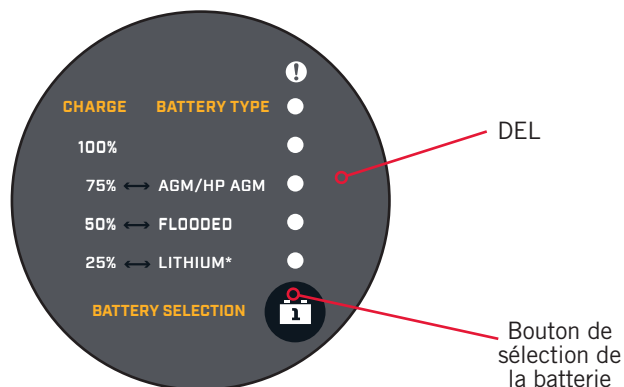 !
CHARGE BATTERY TYPE
100%
75% ↔ AGM/HP AGM
50% ↔ FLOODED
25% ↔ LITHIUM*
BATTERY SELECTION
1
DEL
Bouton de
sélection de
la batterie